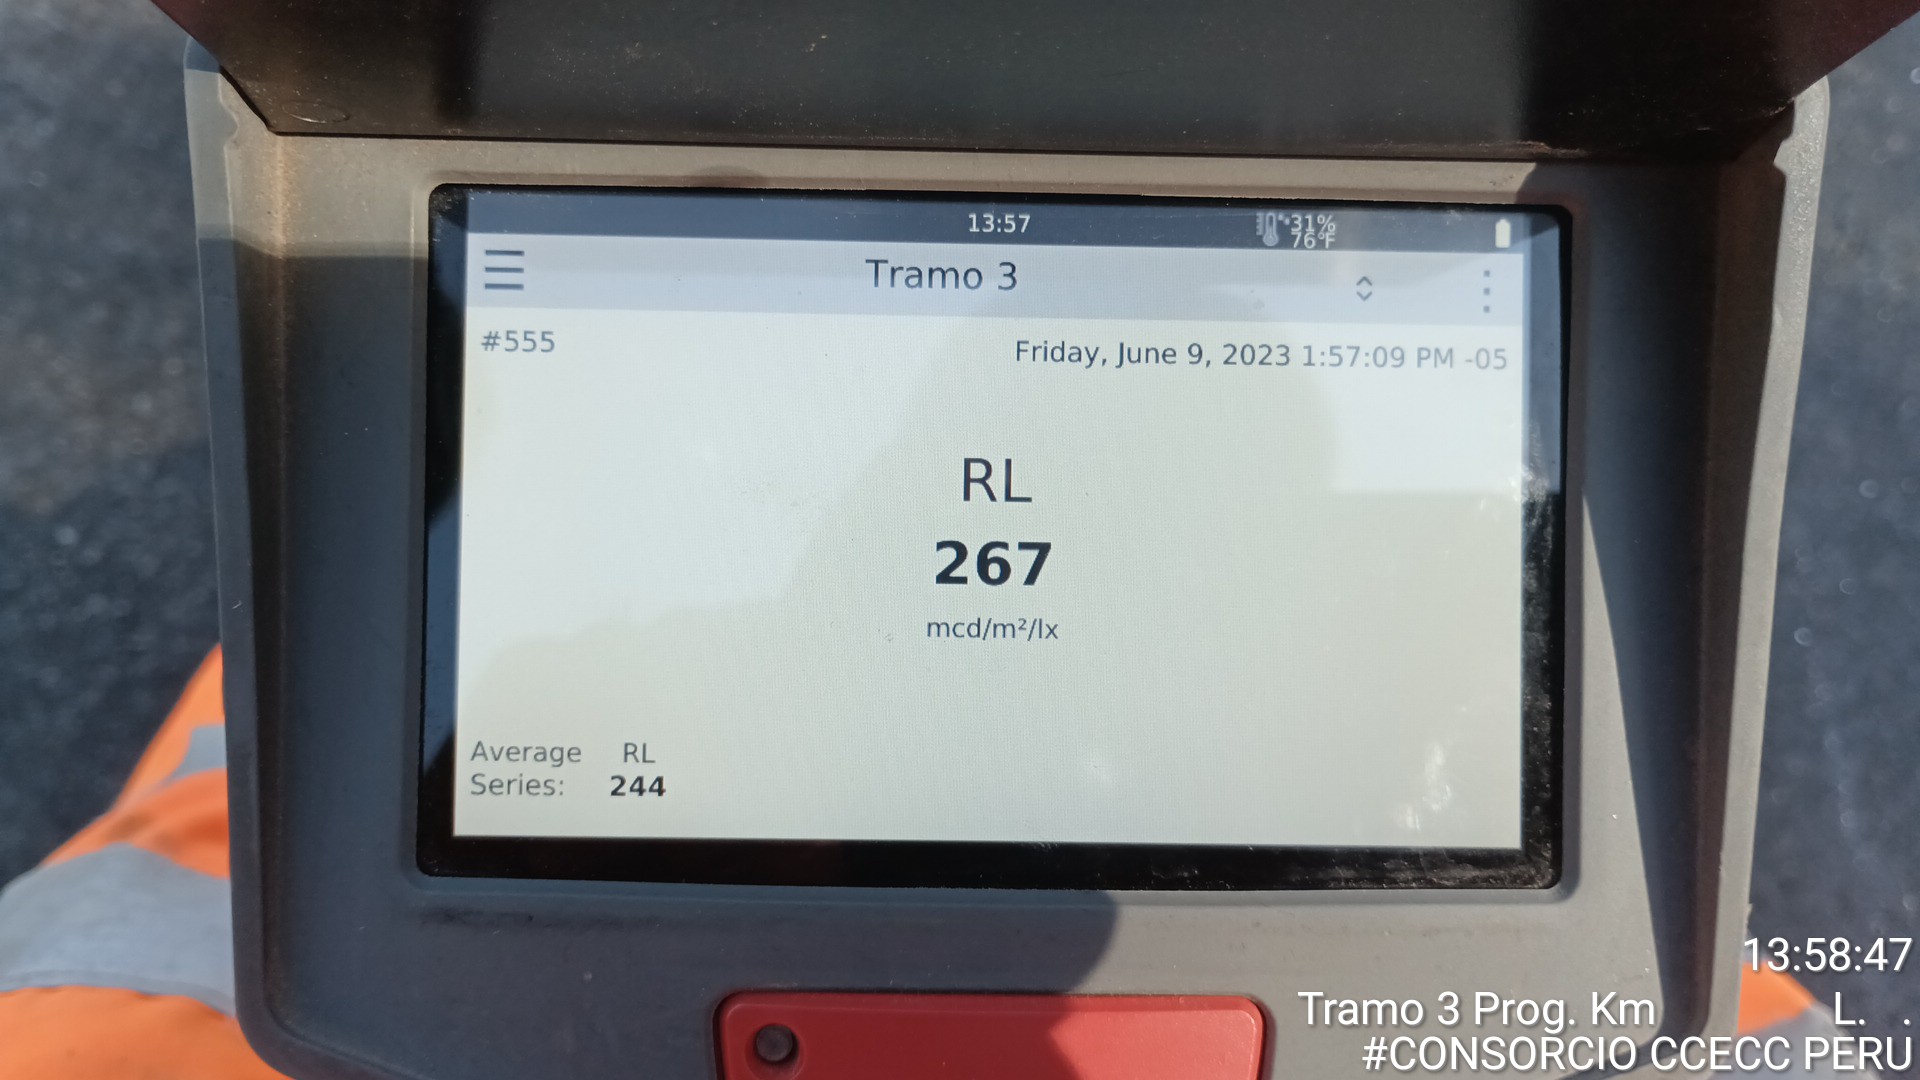 13:57
31%
76°F
Tramo 3
#555
Friday, June 9, 2023 1:57:09 PM -05
RL
267
mcd/m²/lx
Average RL
Series: 244
13:58:47
Tramo 3 Prog. Km L. .
#CONSORCIO CCECC PERU